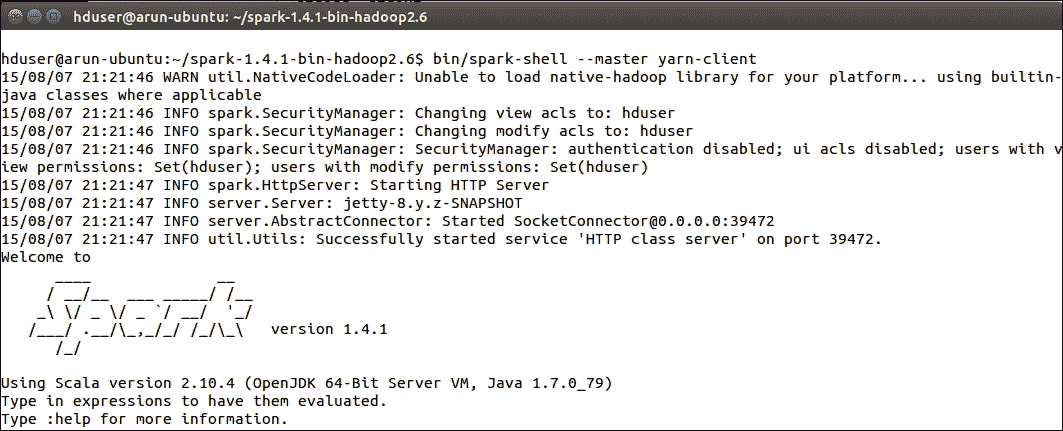 hduser@arun-ubuntu: ~/spark-1.4.1-bin-hadoop2.6
hduser@arun-ubuntu:~/spark-1.4.1-bin-hadoop2.6$ bin/spark-shell --master yarn-client
15/08/07 21:21:46 WARN util.NativeCodeLoader: Unable to load native-hadoop library for your platform... using builtin-
java classes where applicable
15/08/07 21:21:46 INFO spark.SecurityManager: Changing view acls to: hduser
15/08/07 21:21:46 INFO spark.SecurityManager: Changing modify acls to: hduser
15/08/07 21:21:46 INFO spark.SecurityManager: SecurityManager: authentication disabled; ui acls disabled; users with v
iew permissions: Set(hduser); users with modify permissions: Set(hduser)
15/08/07 21:21:47 INFO spark.HttpServer: Starting HTTP Server
15/08/07 21:21:47 INFO server.Server: jetty-8.y.z-SNAPSHOT
15/08/07 21:21:47 INFO server.AbstractConnector: Started SocketConnector@0.0.0.0:39472
15/08/07 21:21:47 INFO util.Utils: Successfully started service 'HTTP class server' on port 39472.
Welcome to
      ____              __
     / __/__  ___ _____/ /__
    _\ \/ _ \/ _ `/ __/  '_/
   /___/ .__/\_,_/_/ /_/\_\   version 1.4.1
      /_/
Using Scala version 2.10.4 (OpenJDK 64-Bit Server VM, Java 1.7.0_79)
Type in expressions to have them evaluated.
Type :help for more information.